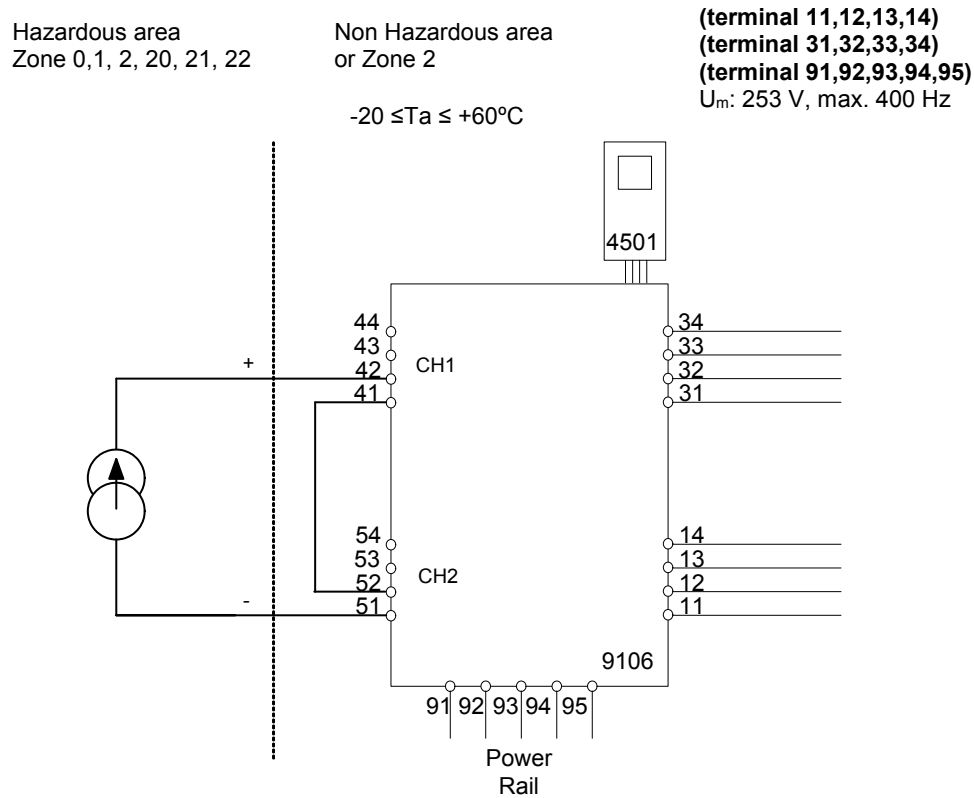 Hazardous area
Zone 0,1, 2, 20, 21, 22
Non Hazardous area
or Zone 2
-20 ≤Ta ≤ +60ºC
(terminal 11,12,13,14)
(terminal 31,32,33,34)
(terminal 91,92,93,94,95)
Um: 253 V, max. 400 Hz
4501
44
43
42
41
CH1
34
33
32
31
+
-
54
53
52
51
CH2
14
13
12
11
9106
91 92 93 94 95
Power
Rail